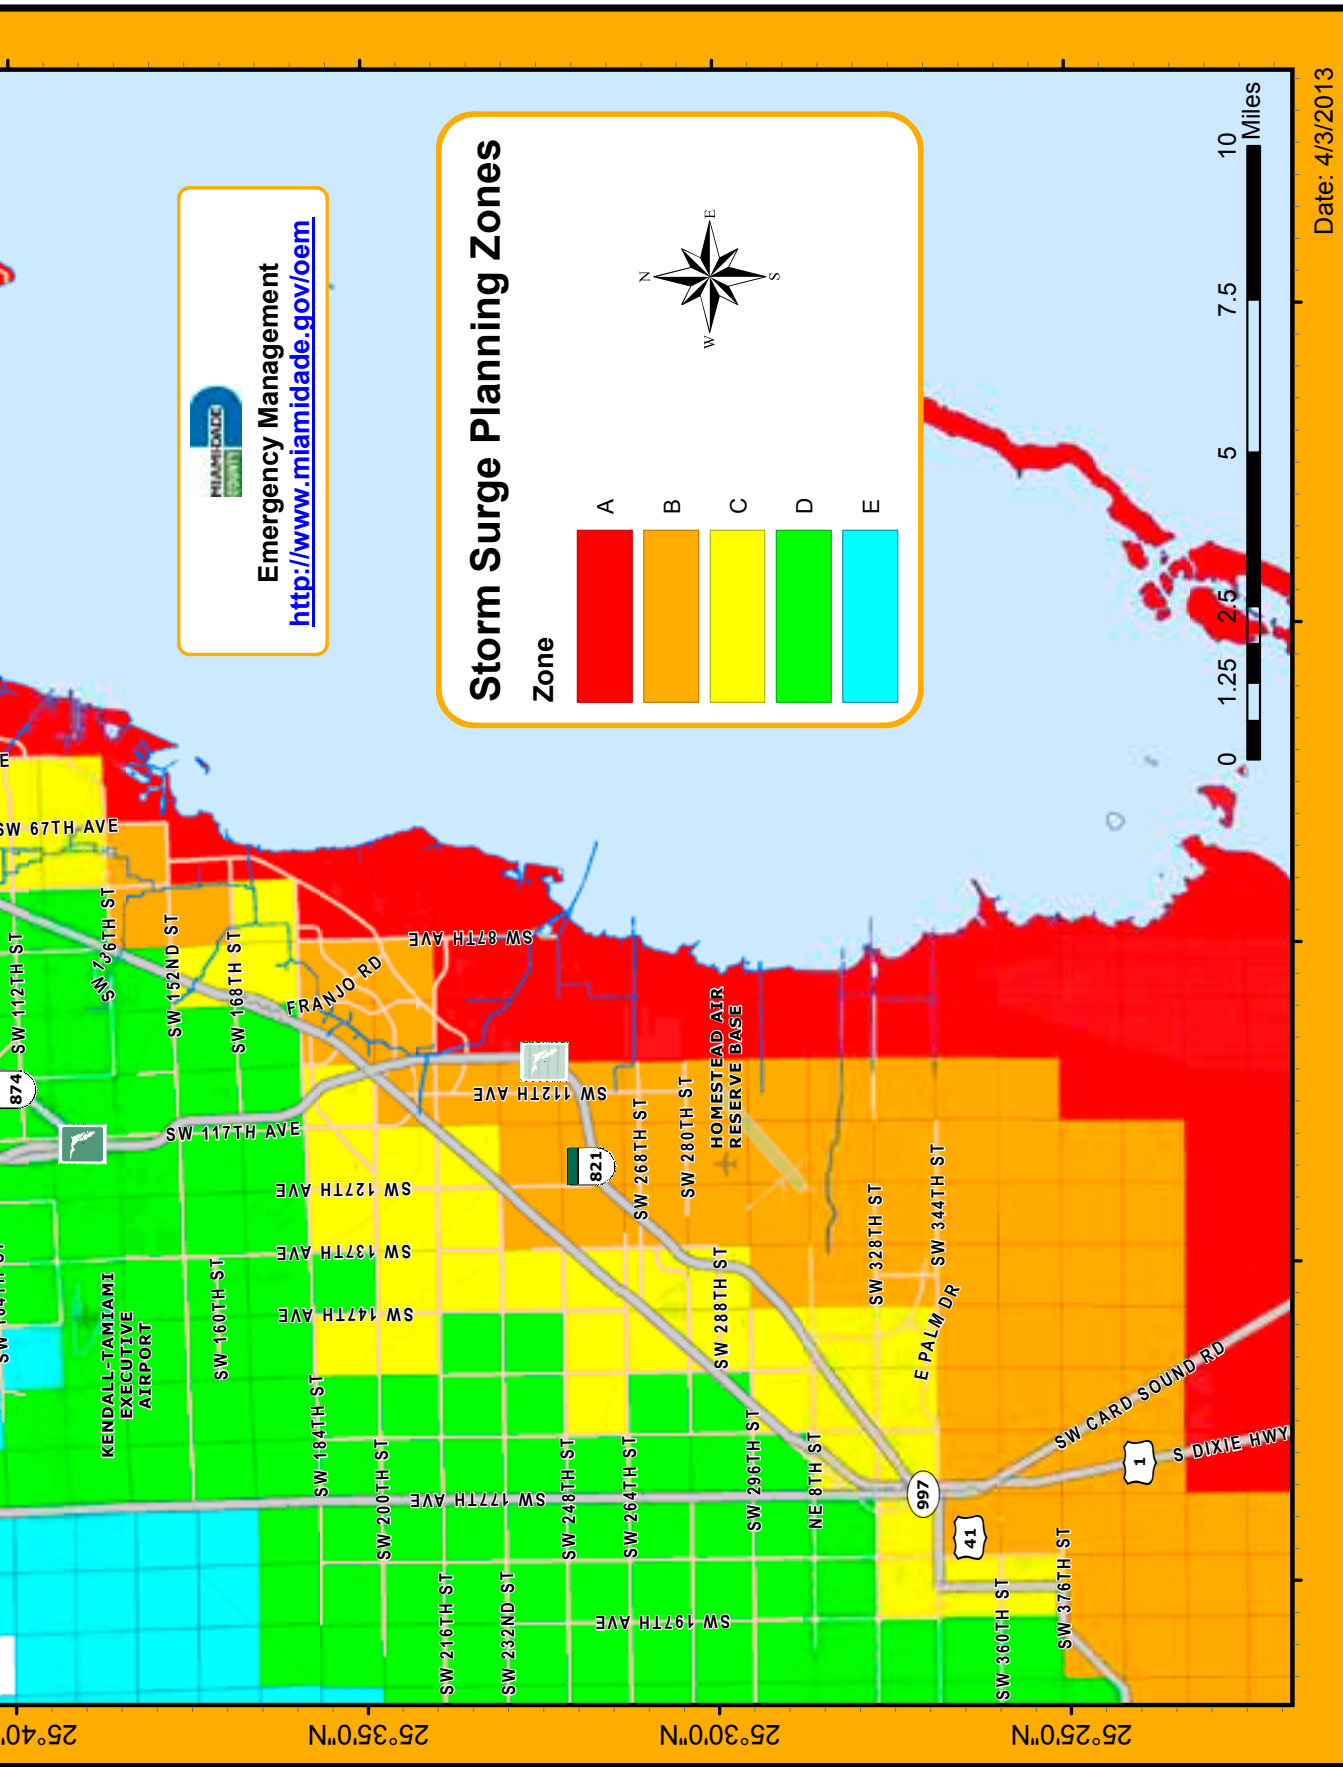 MIAMI-DADE
COUNTY
Emergency Management
http://www.miamidade.gov/oem
Storm Surge Planning Zones
Zone
A
B
C
D
E
N
E
S
W
0
1.25
2.5
5
7.5
10
Miles
Date: 4/3/2013
25°35'0"N
25°30'0"N
25°25'0"N
SW 67TH AVE
SW 112TH ST
SW 136TH ST
SW 152ND ST
SW 168TH ST
SW 87TH AVE
FRANJO RD
874
SW 117TH AVE
SW 112TH AVE
821
HOMESTEAD AIR
RESERVE BASE
SW 268TH ST
SW 280TH ST
SW 127TH AVE
SW 137TH AVE
SW 147TH AVE
KENDALL-TAMIAMI
EXECUTIVE
AIRPORT
SW 160TH ST
SW 184TH ST
SW 200TH ST
SW 177TH AVE
SW 248TH ST
SW 264TH ST
SW 288TH ST
SW 296TH ST
NE 8TH ST
SW 328TH ST
SW 344TH ST
E PALM DR
997
41
1
SW CARD SOUND RD
S DIXIE HWY
SW 216TH ST
SW 232ND ST
SW 197TH AVE
SW 360TH ST
SW 376TH ST